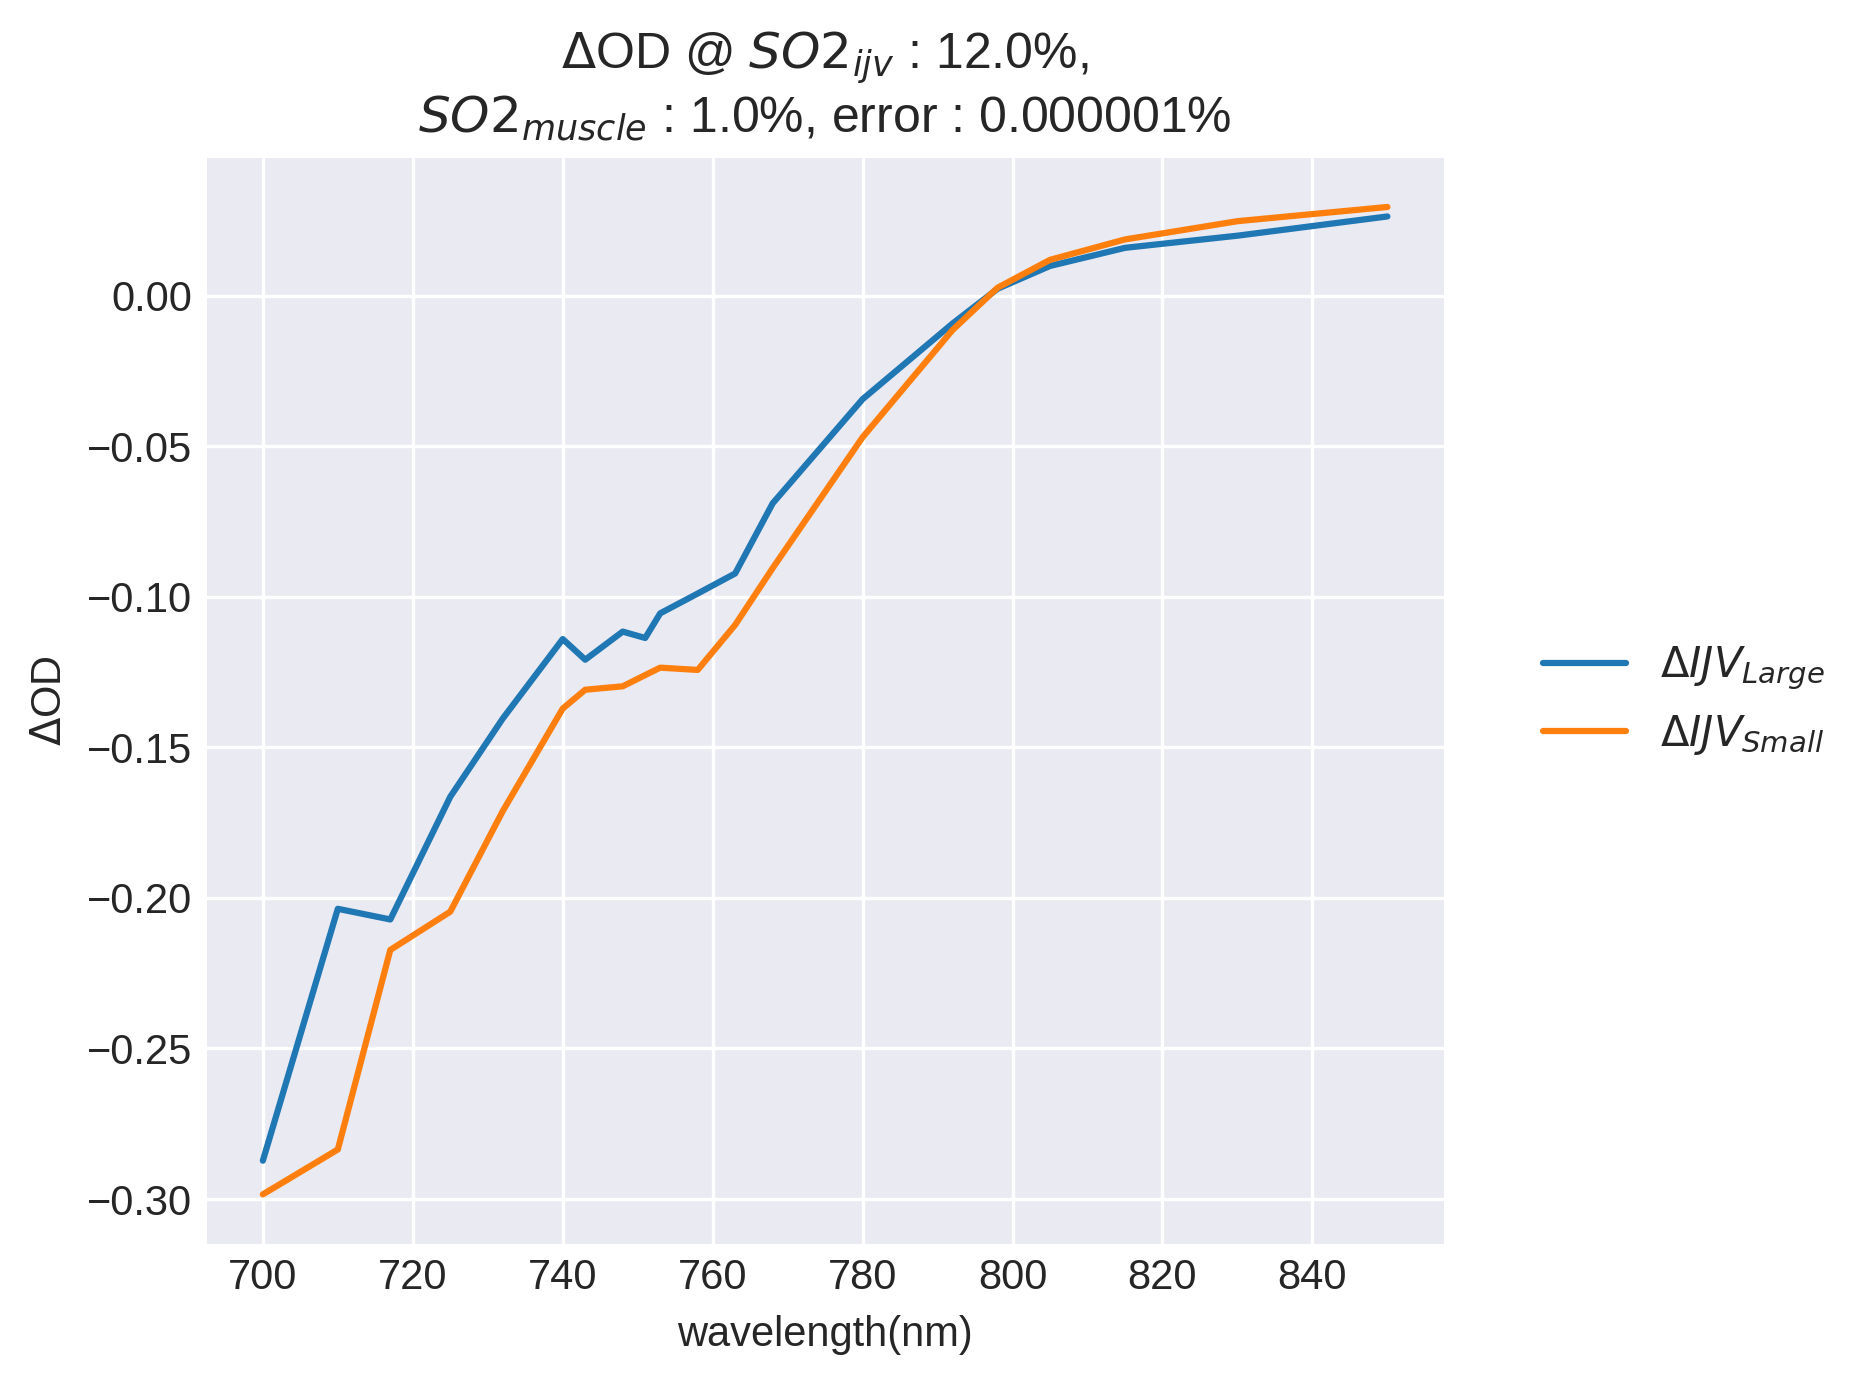 ΔOD @ SO2ijv : 12.0%,
SO2muscle : 1.0%, error : 0.000001%
0.00
−0.05
−0.10
−0.15
−0.20
−0.25
−0.30
ΔOD
700 720 740 760 780 800 820 840
wavelength(nm)
ΔIJVLarge
ΔIJVSmall